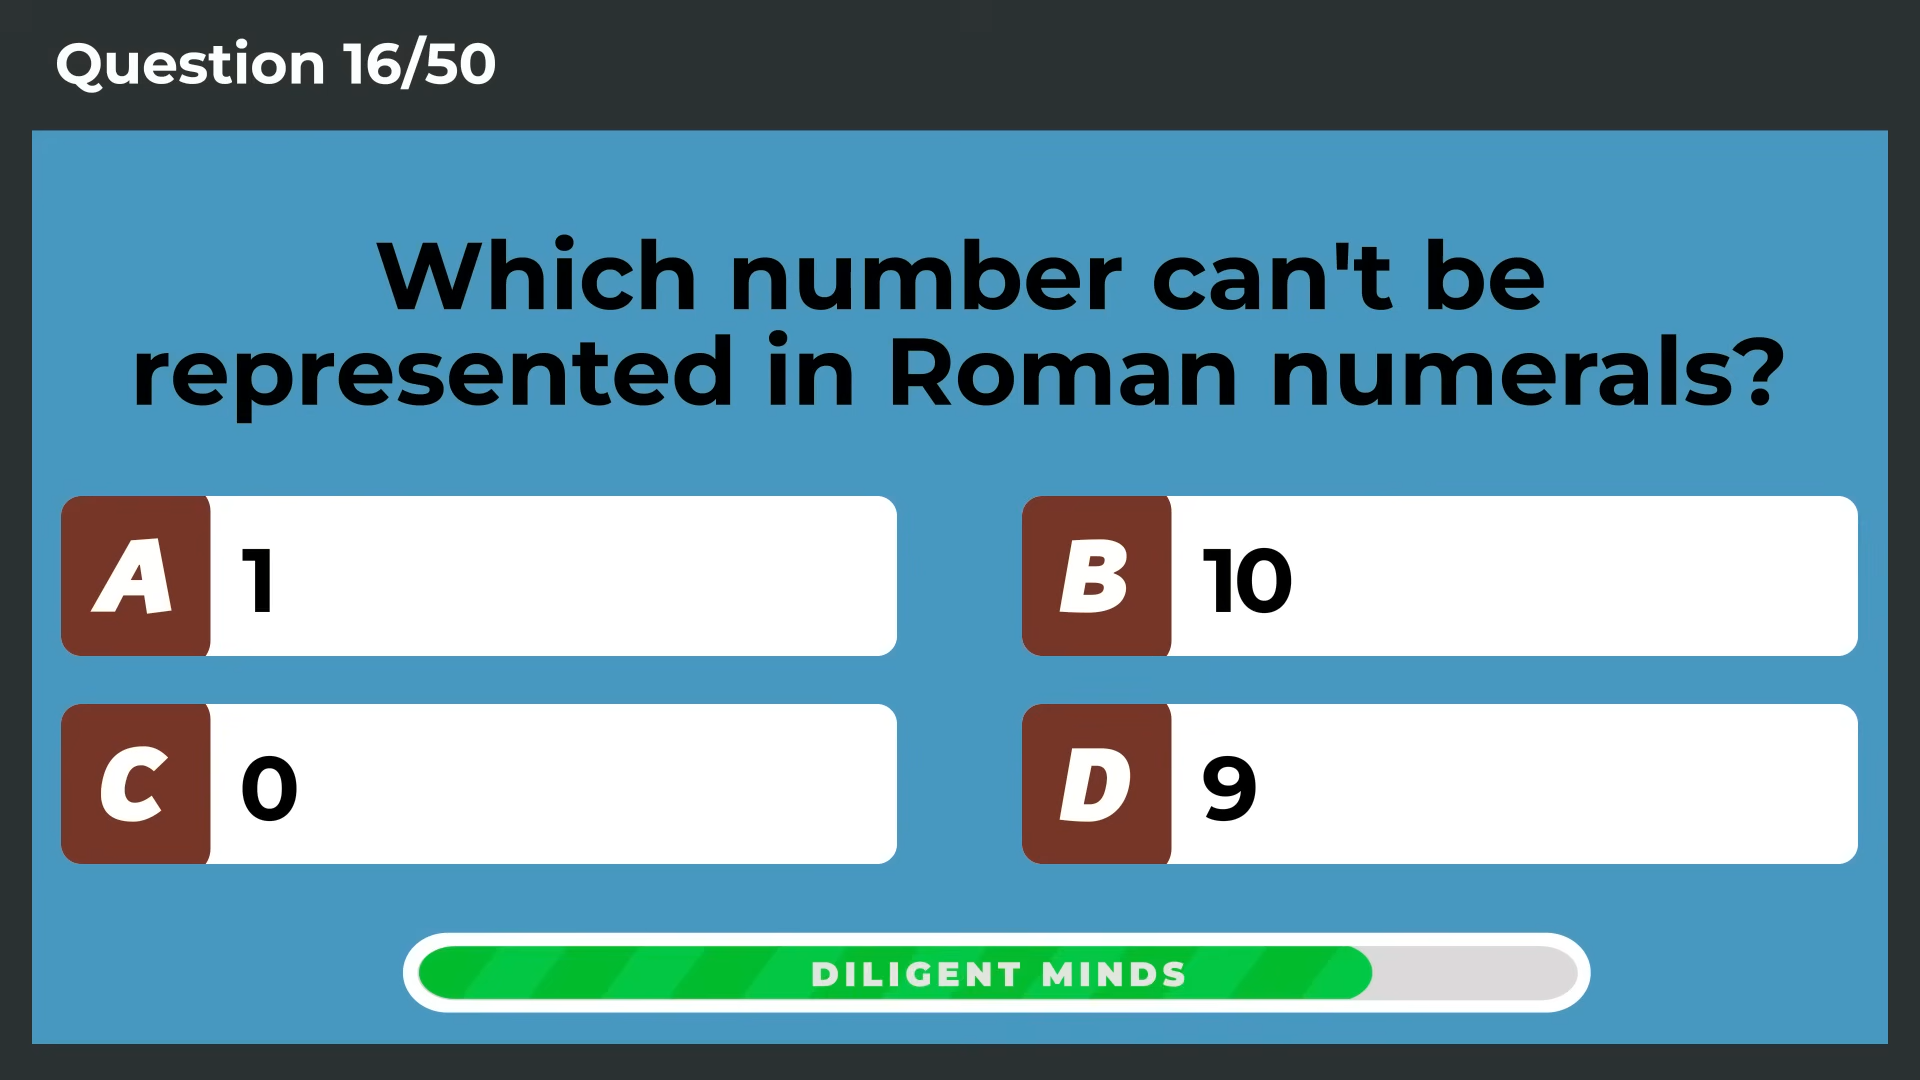 Question 16/50
Which number can't be
represented in Roman numerals?
A 1
B 10
C 0
D 9
DILIGENT MINDS